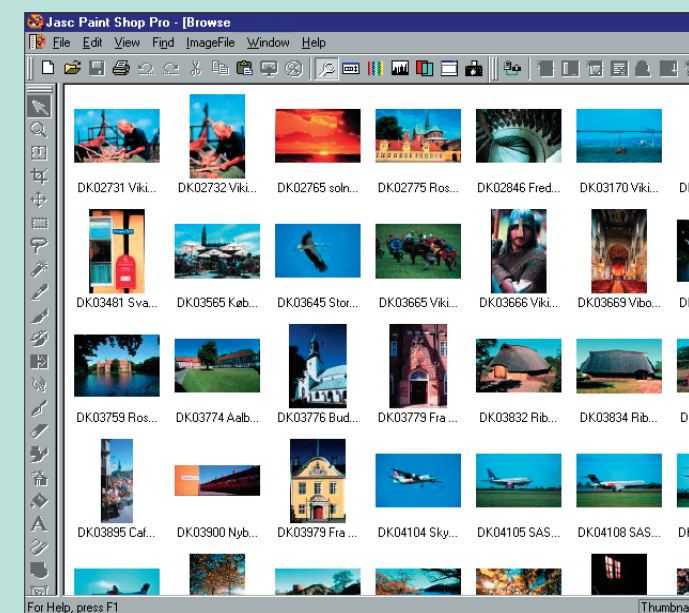 Jasc Paint Shop Pro - [Browse
File Edit View Find ImageFile Window Help
DK02731 Viki... DK02732 Viki... DK02765 soln... DK02775 Ros... DK02846 Fred... DK03170 Viki...
DK03481 Sva... DK03565 Køb... DK03645 Stor... DK03665 Viki... DK03666 Viki... DK03669 Vibo...
DK03759 Ros... DK03774 Aalb... DK03776 Bud... DK03779 Fra ... DK03832 Rib... DK03834 Rib...
DK03895 Caf... DK03900 Nyb... DK03979 Fra ... DK04104 Sky... DK04105 SAS... DK04108 SAS...
For Help, press F1 Thumbna